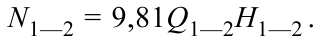 N₁—₂ = 9,81Q₁—₂H₁—₂.